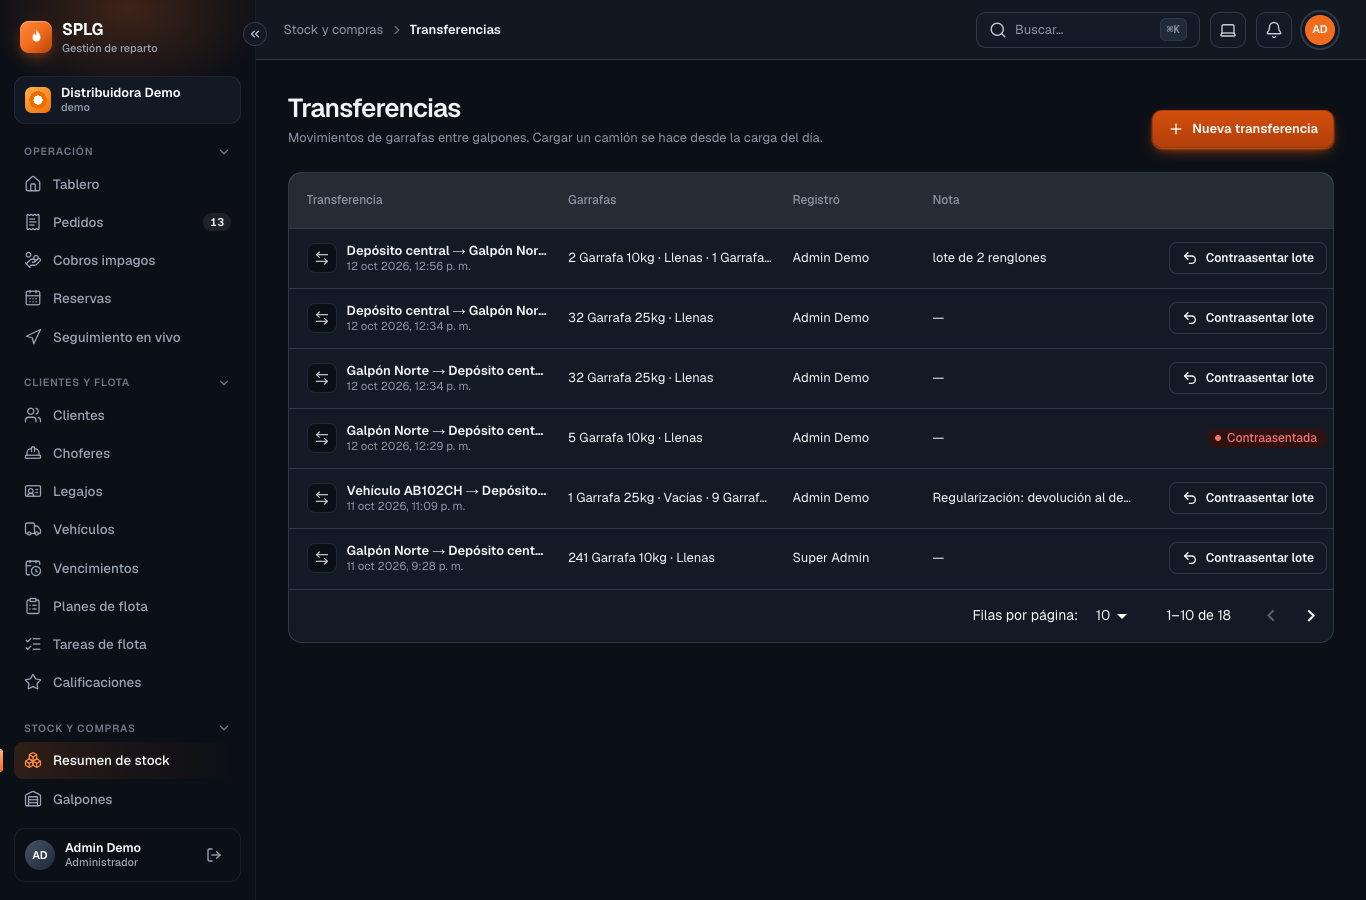 SPLG
Gestión de reparto
Distribuidora Demo
demo
OPERACIÓN
Tablero
Pedidos 13
Cobros impagos
Reservas
Seguimiento en vivo
CLIENTES Y FLOTA
Clientes
Choferes
Legajos
Vehículos
Vencimientos
Planes de flota
Tareas de flota
Calificaciones
STOCK Y COMPRAS
Resumen de stock
Galpones
AD
Admin Demo
Administrador
Stock y compras > Transferencias
Buscar... ⌘K
AD
Transferencias
Movimientos de garrafas entre galpones. Cargar un camión se hace desde la carga del día.
+ Nueva transferencia
Transferencia Garrafas Registró Nota
Depósito central → Galpón Nor... 2 Garrafa 10kg · Llenas · 1 Garrafa... Admin Demo lote de 2 renglones Contraasentar lote
12 oct 2026, 12:56 p. m.
Depósito central → Galpón Nor... 32 Garrafa 25kg · Llenas Admin Demo — Contraasentar lote
12 oct 2026, 12:34 p. m.
Galpón Norte → Depósito cent... 32 Garrafa 25kg · Llenas Admin Demo — Contraasentar lote
12 oct 2026, 12:34 p. m.
Galpón Norte → Depósito cent... 5 Garrafa 10kg · Llenas Admin Demo — Contraasentada
12 oct 2026, 12:29 p. m.
Vehículo AB102CH → Depósito... 1 Garrafa 25kg · Vacías · 9 Garraf... Admin Demo Regularización: devolución al de... Contraasentar lote
11 oct 2026, 11:09 p. m.
Galpón Norte → Depósito cent... 241 Garrafa 10kg · Llenas Super Admin — Contraasentar lote
11 oct 2026, 9:28 p. m.
Filas por página: 10 1–10 de 18